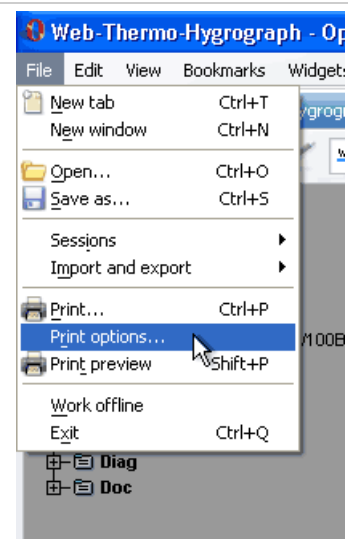 Web-Thermo-Hygrograph - Op
File Edit View Bookmarks Widgets
New tab Ctrl+T
New window Ctrl+N
Open... Ctrl+O
Save as... Ctrl+S
Sessions
Import and export
Print... Ctrl+P
Print options...
/100B
Print preview Shift+P
Work offline
Exit Ctrl+Q
Diag
Doc